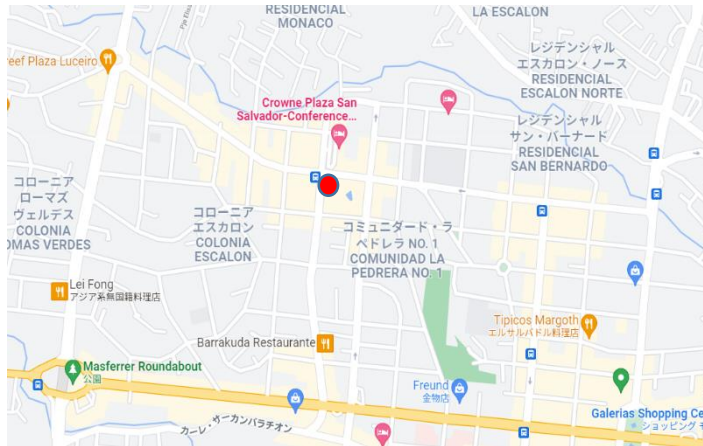 RESIDENCIAL
MONACO
LA ESCALON
reef Plaza Luceiro
レジデンシャル
エスカロン・ノース
RESIDENCIAL
ESCALON NORTE
Crowne Plaza San
Salvador-Conference...
レジデンシャル
サン・バーナード
RESIDENCIAL
SAN BERNARDO
コローニア
ローマズ
ヴェルデス
COLONIA
OMAS VERDES
コローニア
エスカロン
COLONIA
ESCALON
コミュニダード・ラ
ペドレラ NO. 1
COMUNIDAD LA
PEDRERA NO. 1
Lei Fong
アジア系無国籍料理店
Tipicos Margoth
エルサルバドル料理店
Barrakuda Restaurante
Masferrer Roundabout
公園
Freund
金物店
Galerias Shopping Ce
ショッピング モ
カーレ・サーカンバラチオン